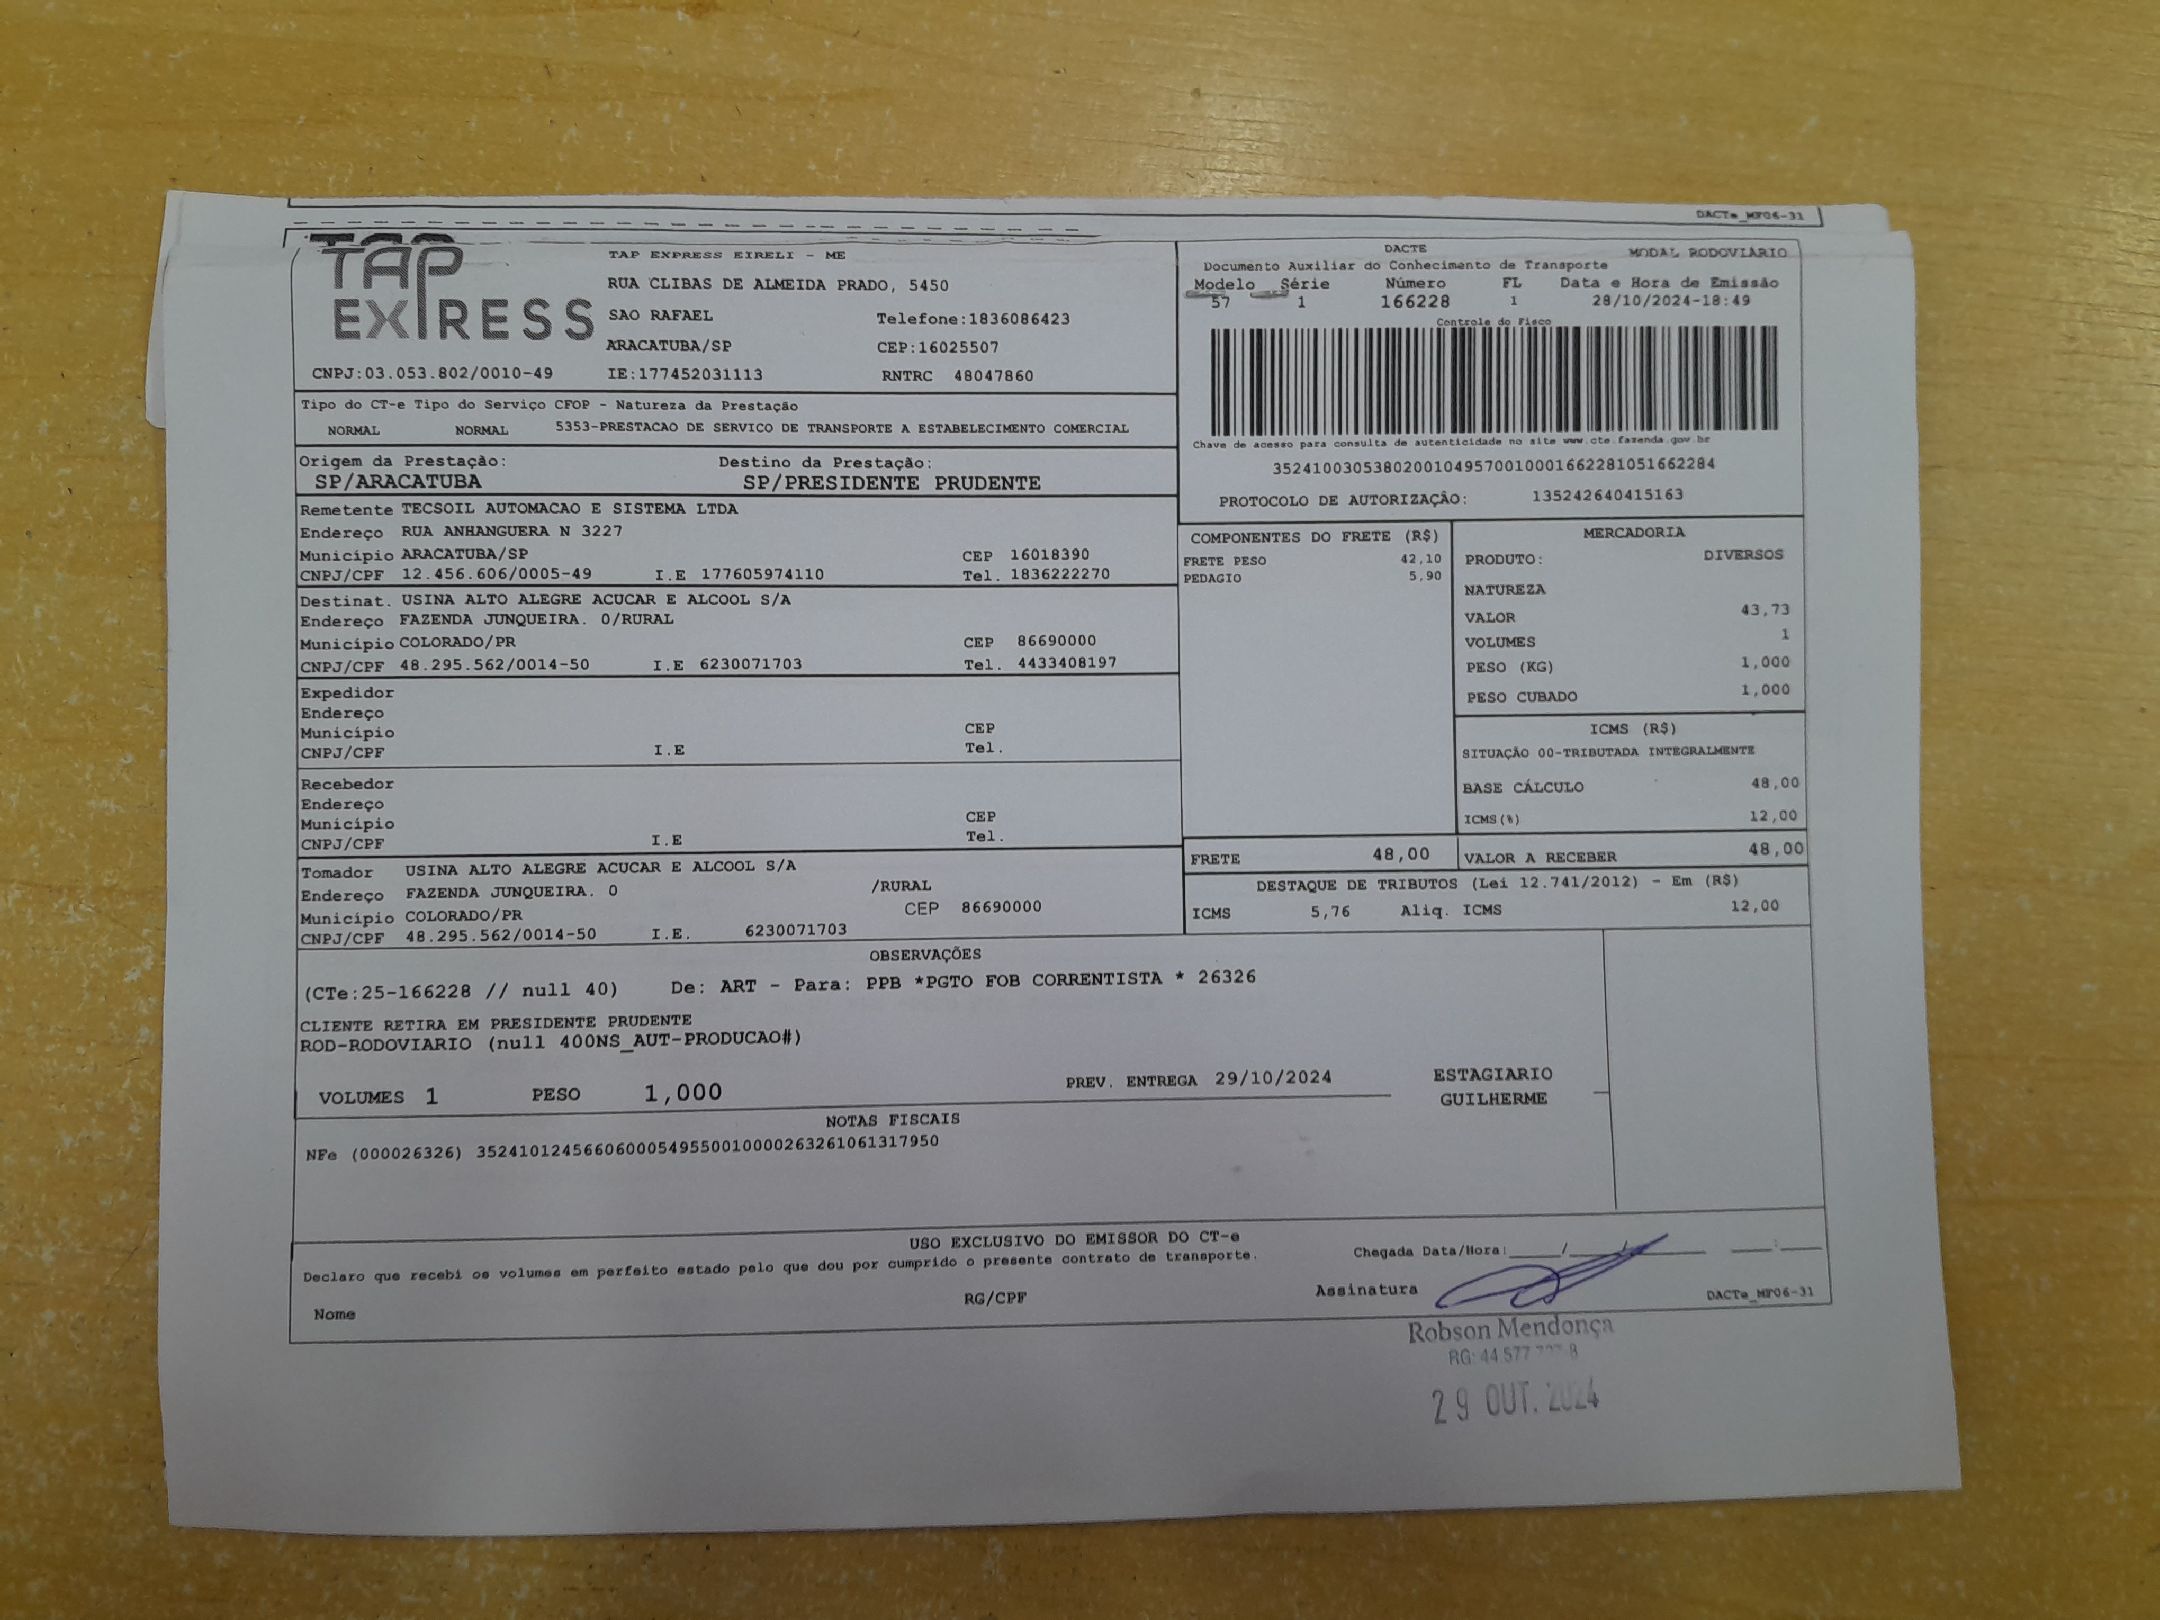 DACTe_MF06-31
TAP
EXPRESS
TAP EXPRESS EIRELI - ME
RUA CLIBAS DE ALMEIDA PRADO, 5450
SAO RAFAEL Telefone:1836086423
ARACATUBA/SP CEP:16025507
CNPJ:03.053.802/0010-49 IE:177452031113 RNTRC 48047860
DACTE MODAL RODOVIÁRIO
Documento Auxiliar do Conhecimento de Transporte
Modelo Série Número FL Data e Hora de Emissão
57 1 166228 1 28/10/2024-18:49
Controle do Fisco
Chave de acesso para consulta de autenticidade no site www.cte.fazenda.gov.br
35241003053802001049570010001662281051662284
PROTOCOLO DE AUTORIZAÇÃO: 135242640415163
Tipo do CT-e Tipo do Serviço CFOP - Natureza da Prestação
NORMAL NORMAL 5353-PRESTACAO DE SERVICO DE TRANSPORTE A ESTABELECIMENTO COMERCIAL
Origem da Prestação: Destino da Prestação:
SP/ARACATUBA SP/PRESIDENTE PRUDENTE
Remetente TECSOIL AUTOMACAO E SISTEMA LTDA
Endereço RUA ANHANGUERA N 3227
Município ARACATUBA/SP CEP 16018390
CNPJ/CPF 12.456.606/0005-49 I.E 177605974110 Tel. 1836222270
Destinat. USINA ALTO ALEGRE ACUCAR E ALCOOL S/A
Endereço FAZENDA JUNQUEIRA. 0/RURAL
Município COLORADO/PR CEP 86690000
CNPJ/CPF 48.295.562/0014-50 I.E 6230071703 Tel. 4433408197
Expedidor
Endereço
Município CEP
CNPJ/CPF I.E Tel.
Recebedor
Endereço
Município CEP
CNPJ/CPF I.E Tel.
Tomador USINA ALTO ALEGRE ACUCAR E ALCOOL S/A
Endereço FAZENDA JUNQUEIRA. 0 /RURAL
Município COLORADO/PR CEP 86690000
CNPJ/CPF 48.295.562/0014-50 I.E. 6230071703
COMPONENTES DO FRETE (R$)
FRETE PESO 42,10
PEDAGIO 5,90
MERCADORIA
PRODUTO: DIVERSOS
NATUREZA
VALOR 43,73
VOLUMES 1
PESO (KG) 1,000
PESO CUBADO 1,000
ICMS (R$)
SITUAÇÃO 00-TRIBUTADA INTEGRALMENTE
BASE CÁLCULO 48,00
ICMS(%) 12,00
FRETE 48,00 VALOR A RECEBER 48,00
DESTAQUE DE TRIBUTOS (Lei 12.741/2012) - Em (R$)
ICMS 5,76 Aliq. ICMS 12,00
OBSERVAÇÕES
(CTe:25-166228 // null 40) De: ART - Para: PPB *PGTO FOB CORRENTISTA * 26326
CLIENTE RETIRA EM PRESIDENTE PRUDENTE
ROD-RODOVIARIO (null 400NS_AUT-PRODUCAO#)
VOLUMES 1 PESO 1,000 PREV. ENTREGA 29/10/2024 ESTAGIARIO
GUILHERME
NOTAS FISCAIS
NFe (000026326) 35241012456606000549550010000263261061317950
USO EXCLUSIVO DO EMISSOR DO CT-e
Declaro que recebi os volumes em perfeito estado pelo que dou por cumprido o presente contrato de transporte.
Chegada Data/Hora: ____/____/____ ___:___
Nome RG/CPF Assinatura DACTe_MF06-31
Robson Mendonça
RG: 44 577
29 OUT. 2024